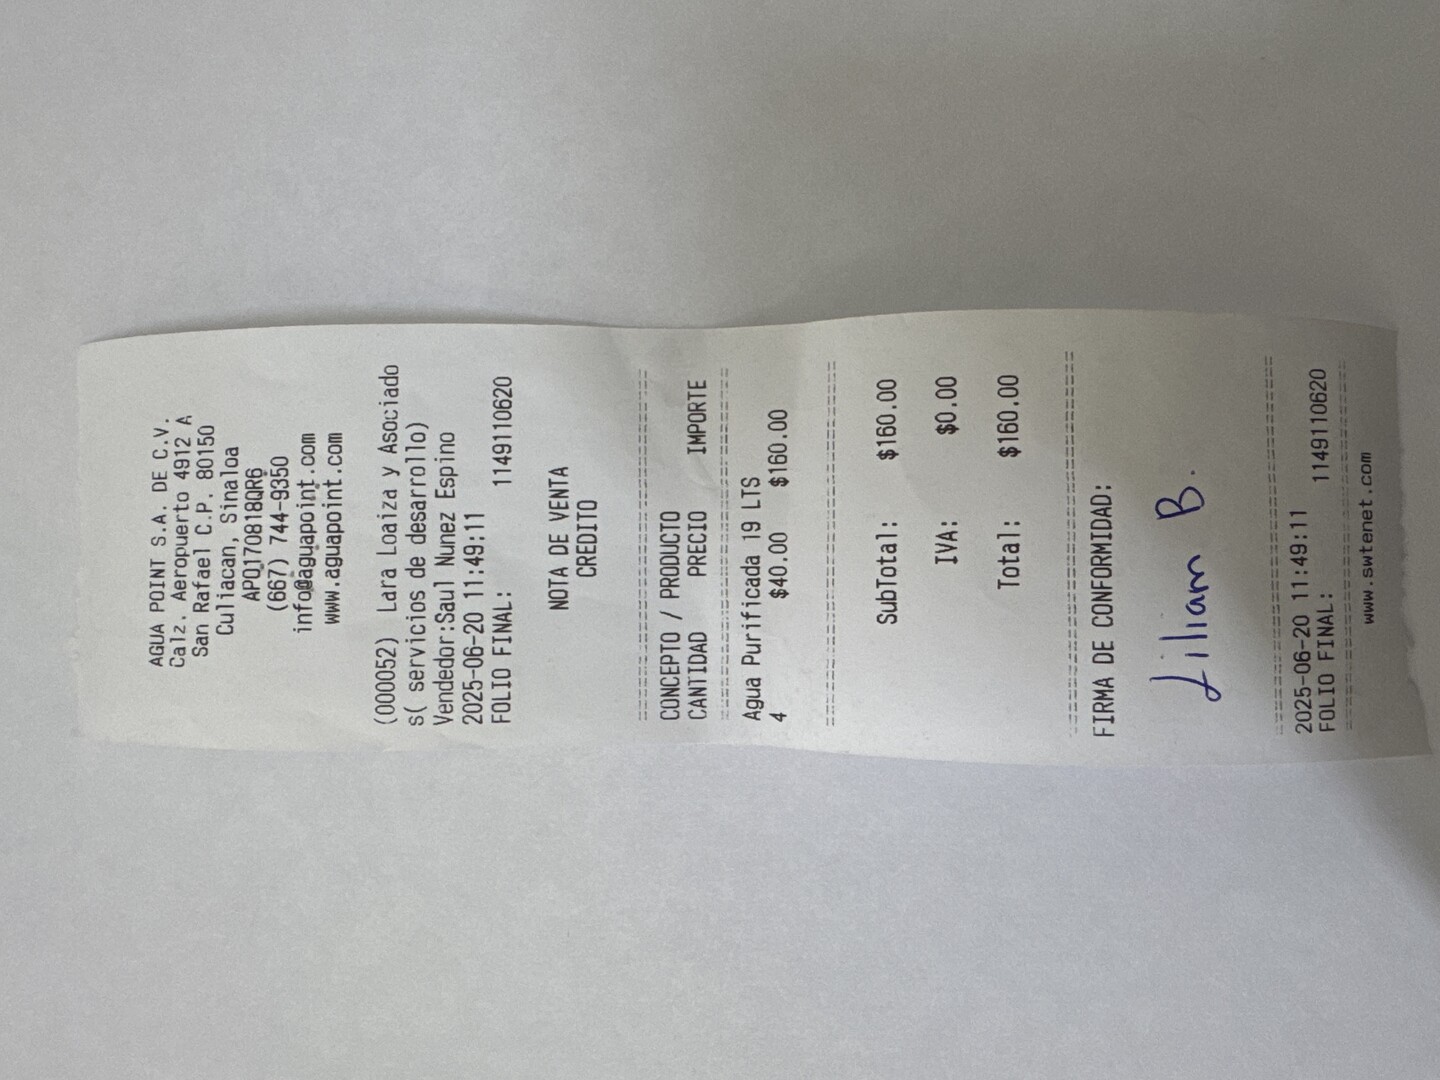 AGUA POINT S.A. DE C.V.
Calz. Aeropuerto 4912 A
San Rafael C.P. 80150
Culiacan, Sinaloa
APO170818QR6
(667) 744-9350
info@aguapoint.com
www.aguapoint.com
(000052) Lara Loaiza y Asociado
s( servicios de desarrollo)
Vendedor:Saul Nunez Espino
2025-06-20 11:49:11
FOLIO FINAL: 1149110620
NOTA DE VENTA
CREDITO
CONCEPTO / PRODUCTO
CANTIDAD PRECIO IMPORTE
Agua Purificada 19 LTS
4 $40.00 $160.00
SubTotal: $160.00
IVA: $0.00
Total: $160.00
FIRMA DE CONFORMIDAD:
Liliam B.
2025-06-20 11:49:11
FOLIO FINAL: 1149110620
www.swtenet.com